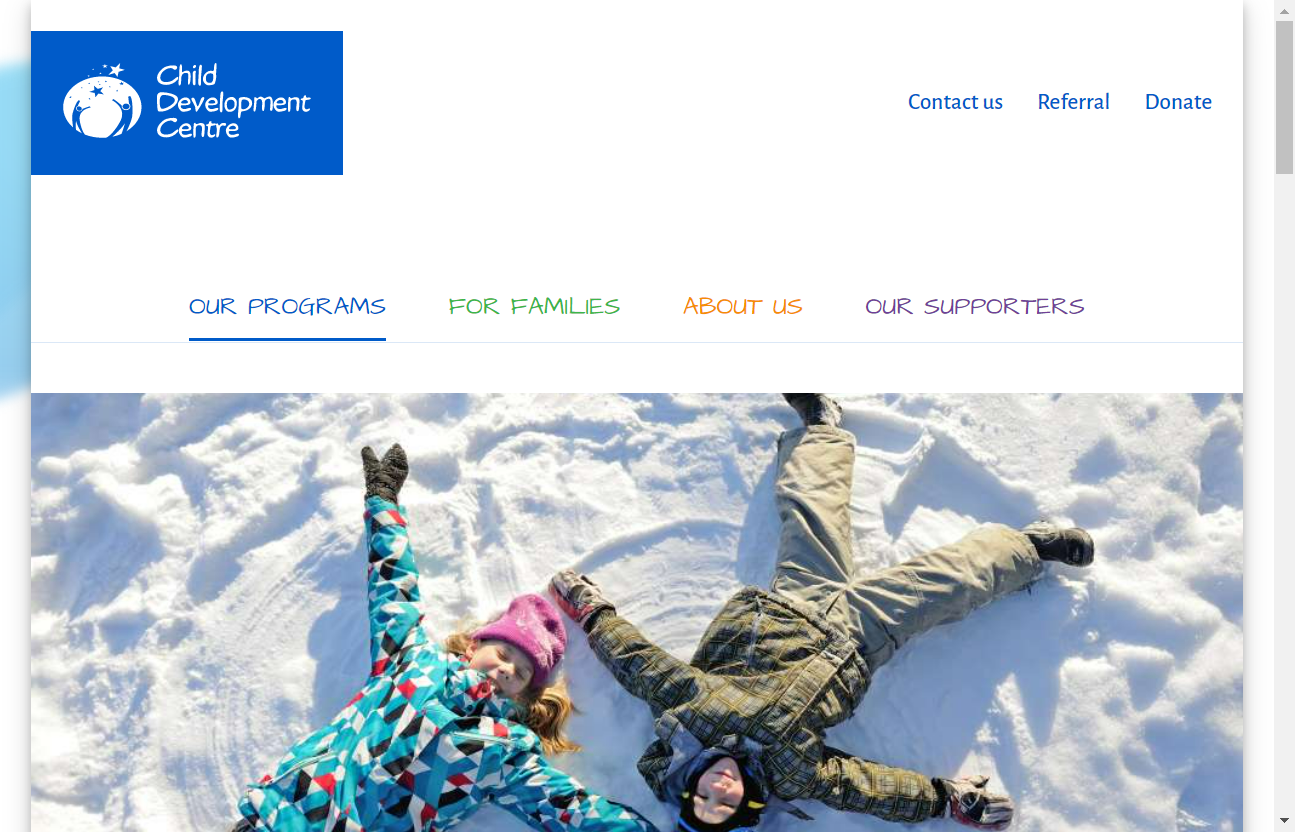 Child
Development
Centre
Contact us Referral Donate
OUR PROGRAMS FOR FAMILIES ABOUT US OUR SUPPORTERS